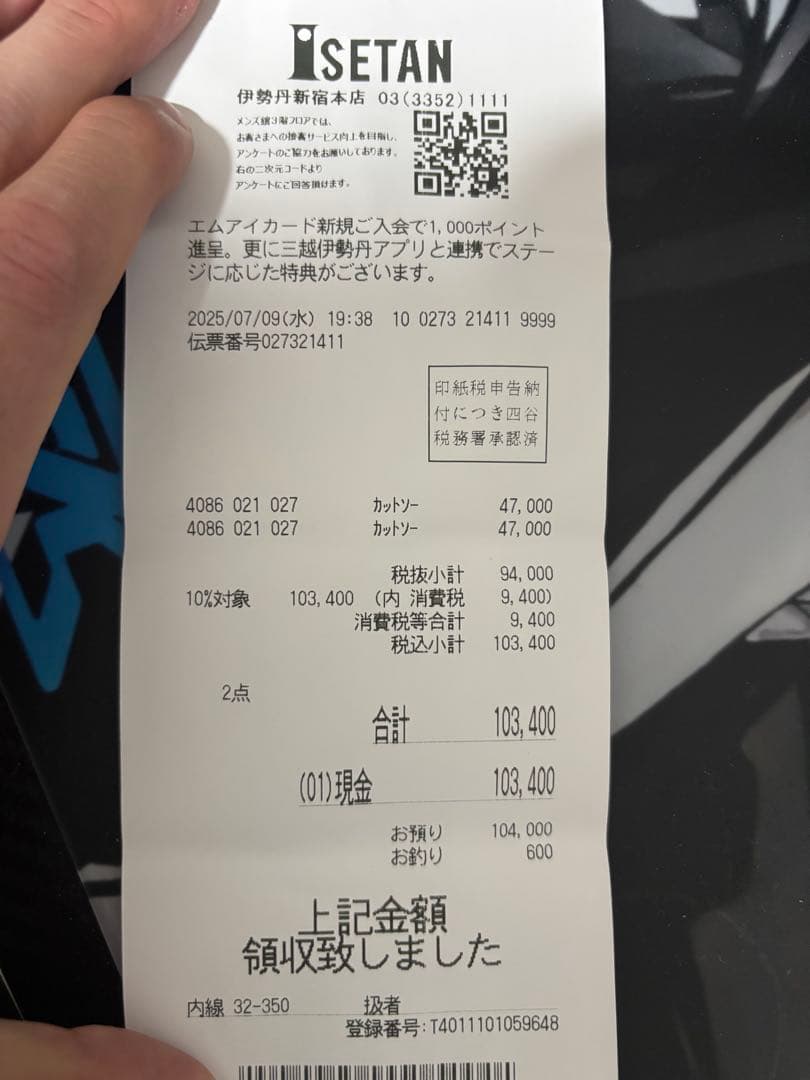 ISETAN
伊勢丹新宿本店 03(3352)1111
メンズ館3階フロアでは、
お客さまへの接客サービス向上を目指し、
アンケートのご協力をお願いしております。
右の二次元コードより
アンケートにご回答頂けます。
エムアイカード新規ご入会で1,000ポイント
進呈。更に三越伊勢丹アプリと連携でステー
ジに応じた特典がございます。
2025/07/09(水) 19:38 10 0273 21411 9999
伝票番号027321411
印紙税申告納
付につき四谷
税務署承認済
4086 021 027 カットソー 47,000
4086 021 027 カットソー 47,000
税抜小計 94,000
10%対象 103,400 (内 消費税 9,400)
消費税等合計 9,400
税込小計 103,400
2点
合計 103,400
(01)現金 103,400
お預り 104,000
お釣り 600
上記金額
領収致しました
内線 32-350 扱者
登録番号:T4011101059648